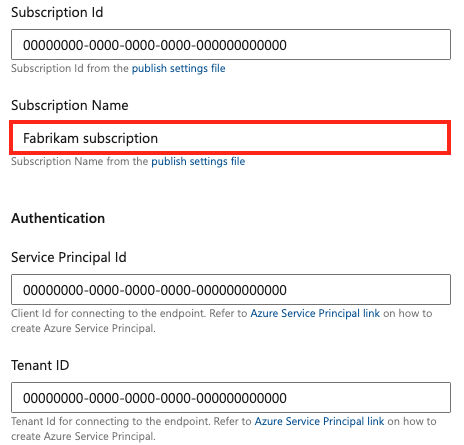 Subscription Id
00000000-0000-0000-0000-000000000000
Subscription Id from the publish settings file
Subscription Name
Fabrikam subscription
Subscription Name from the publish settings file
Authentication
Service Principal Id
00000000-0000-0000-0000-000000000000
Client Id for connecting to the endpoint. Refer to Azure Service Principal link on how to
create Azure Service Principal.
Tenant ID
00000000-0000-0000-0000-000000000000
Tenant Id for connecting to the endpoint. Refer to Azure Service Principal link on how to
create Azure Service Principal.